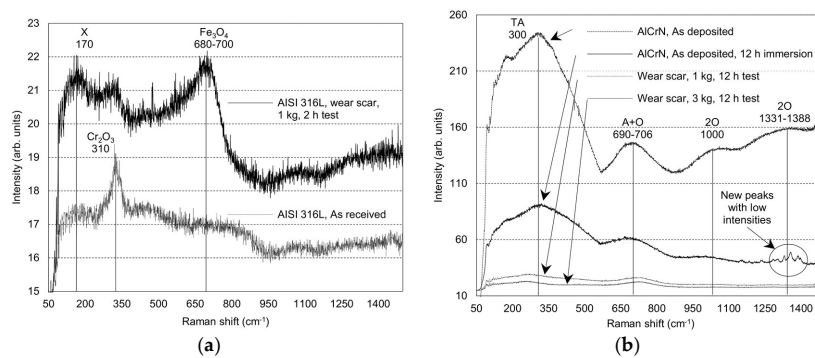 X
170
Fe₃O₄
680-700
Cr₂O₃
310
AISI 316L, wear scar,
1 kg, 2 h test
AISI 316L, As received
Intensity (arb. units)
23
22
21
20
19
18
17
16
15
50 350 650 950 1250
200 500 800 1100 1400
Raman shift (cm⁻¹)
(a)
TA
300
AlCrN, As deposited
AlCrN, As deposited, 12 h immersion
Wear scar, 1 kg, 12 h test
Wear scar, 3 kg, 12 h test
A+O
690-706
2O
1000
2O
1331-1388
New peaks
with low
intensities
Intensity (arb. units)
260
210
160
110
60
10
50 350 650 950 1250
200 500 800 1100 1400
Raman shift (cm⁻¹)
(b)